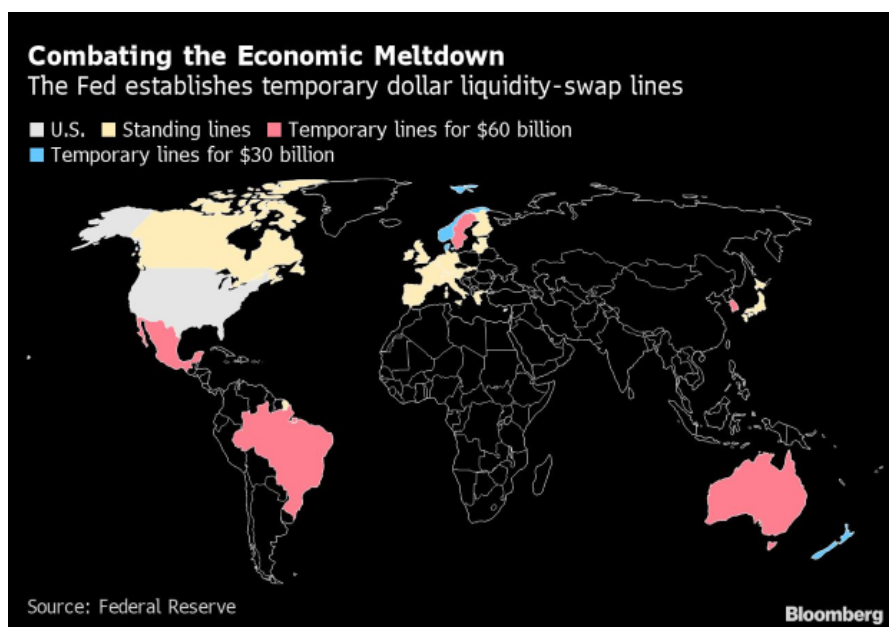 Combating the Economic Meltdown
The Fed establishes temporary dollar liquidity-swap lines
U.S. Standing lines Temporary lines for $60 billion
Temporary lines for $30 billion
Source: Federal Reserve
Bloomberg